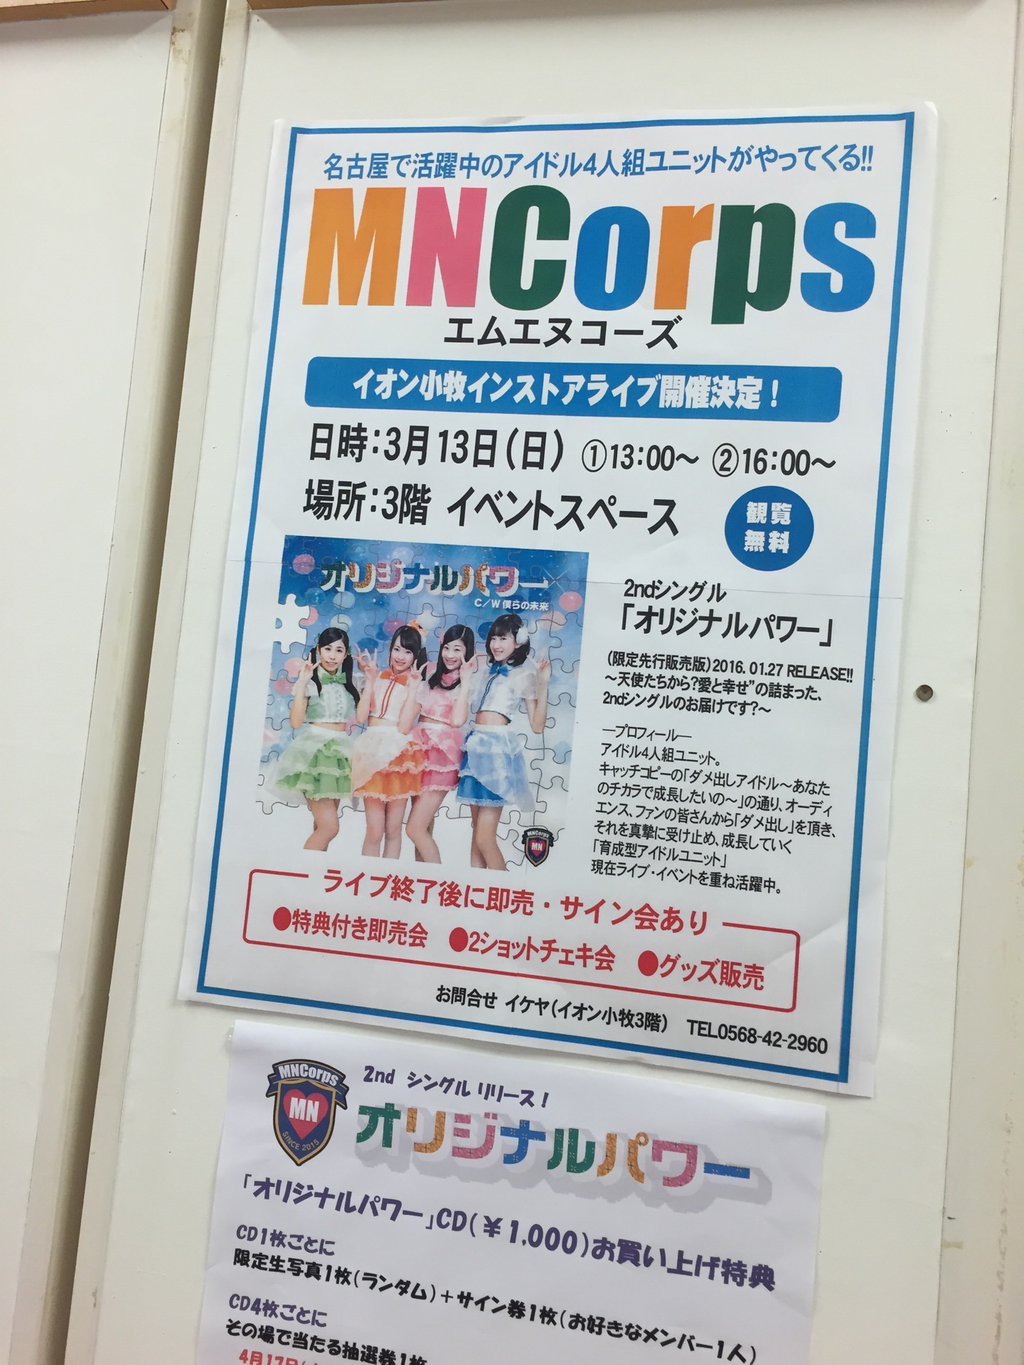 名古屋で活躍中のアイドル4人組ユニットがやってくる!!
MNCorps
エムエヌコーズ
イオン小牧インストアライブ開催決定！
日時：3月13日（日） ①13:00～ ②16:00～
場所：3階 イベントスペース
観覧
無料
オリジナルパワー
C/W 僕らの未来
MNCorps
MN
2ndシングル
「オリジナルパワー」
（限定先行販売版）2016. 01.27 RELEASE!!
～天使たちから?愛と幸せ”の詰まった、
2ndシングルのお届けです?～
―プロフィール―
アイドル4人組ユニット。
キャッチコピーの「ダメ出しアイドル～あなた
のチカラで成長したいの～」の通り、オーディ
エンス、ファンの皆さんから「ダメ出し」を頂き、
それを真摯に受け止め、成長していく
「育成型アイドルユニット」
現在ライブ・イベントを重ね活躍中。
ライブ終了後に即売・サイン会あり
●特典付き即売会 ●2ショットチェキ会 ●グッズ販売
お問合せ イケヤ（イオン小牧3階） TEL0568-42-2960
MNCorps
MN
SINCE 2015
2nd シングル リリース！
オリジナルパワー
「オリジナルパワー」CD（￥1,000）お買い上げ特典
CD1枚ごとに
限定生写真1枚（ランダム）＋サイン券1枚（お好きなメンバー1人）
CD4枚ごとに
その場で当たる抽選券1枚
4月17日